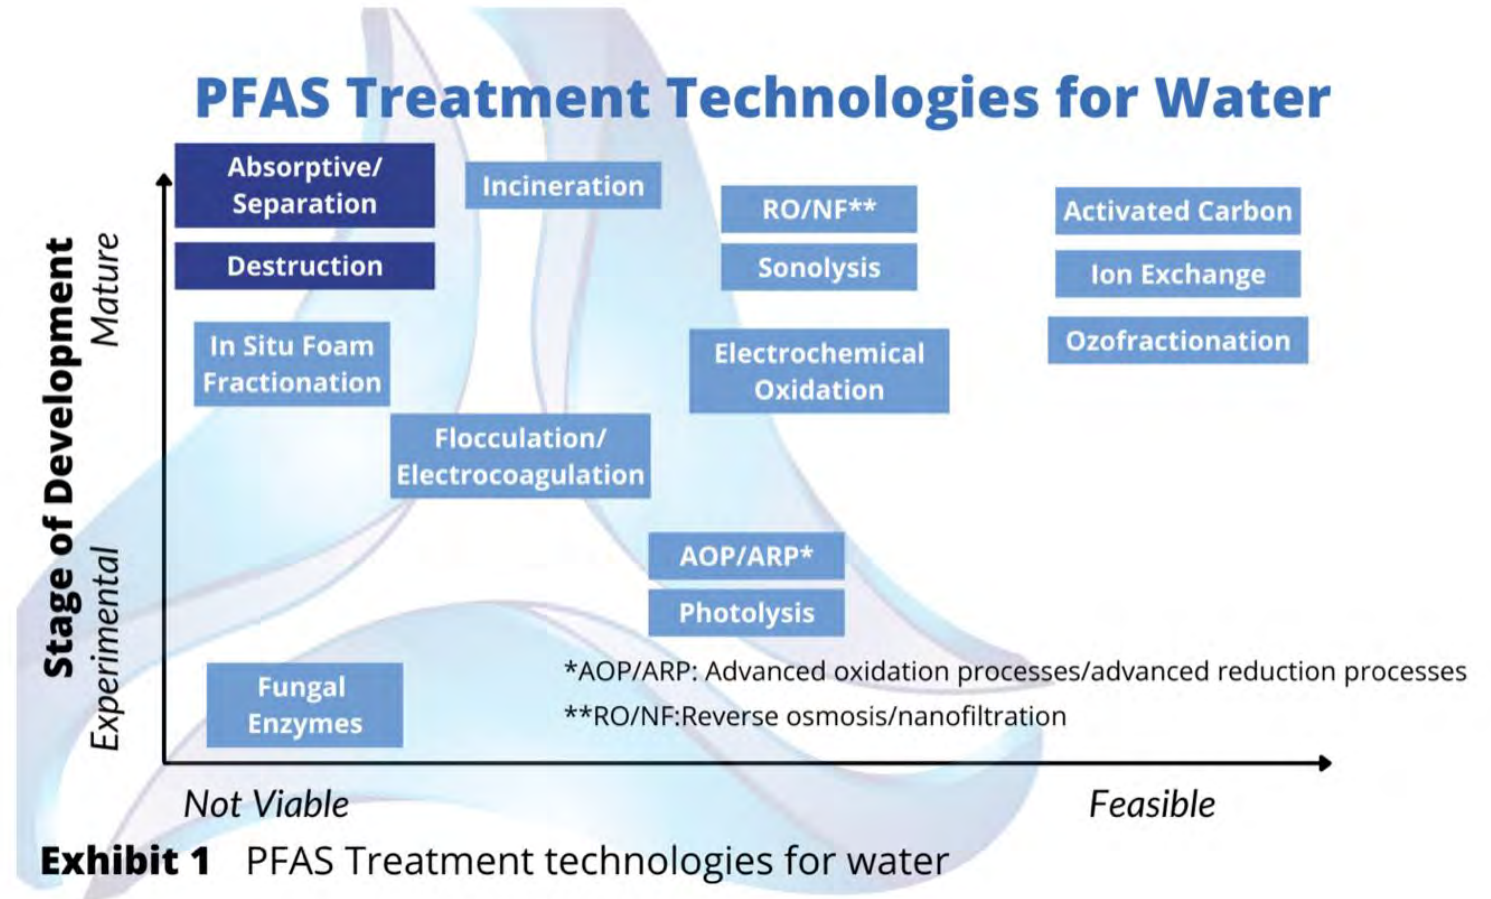 PFAS Treatment Technologies for Water
Absorptive/
Separation
Destruction
Incineration
RO/NF**
Sonolysis
Activated Carbon
Ion Exchange
Ozofractionation
In Situ Foam
Fractionation
Electrochemical
Oxidation
Flocculation/
Electrocoagulation
AOP/ARP*
Photolysis
Fungal
Enzymes
Stage of Development
Mature
Experimental
*AOP/ARP: Advanced oxidation processes/advanced reduction processes
**RO/NF:Reverse osmosis/nanofiltration
Not Viable
Feasible
Exhibit 1 PFAS Treatment technologies for water